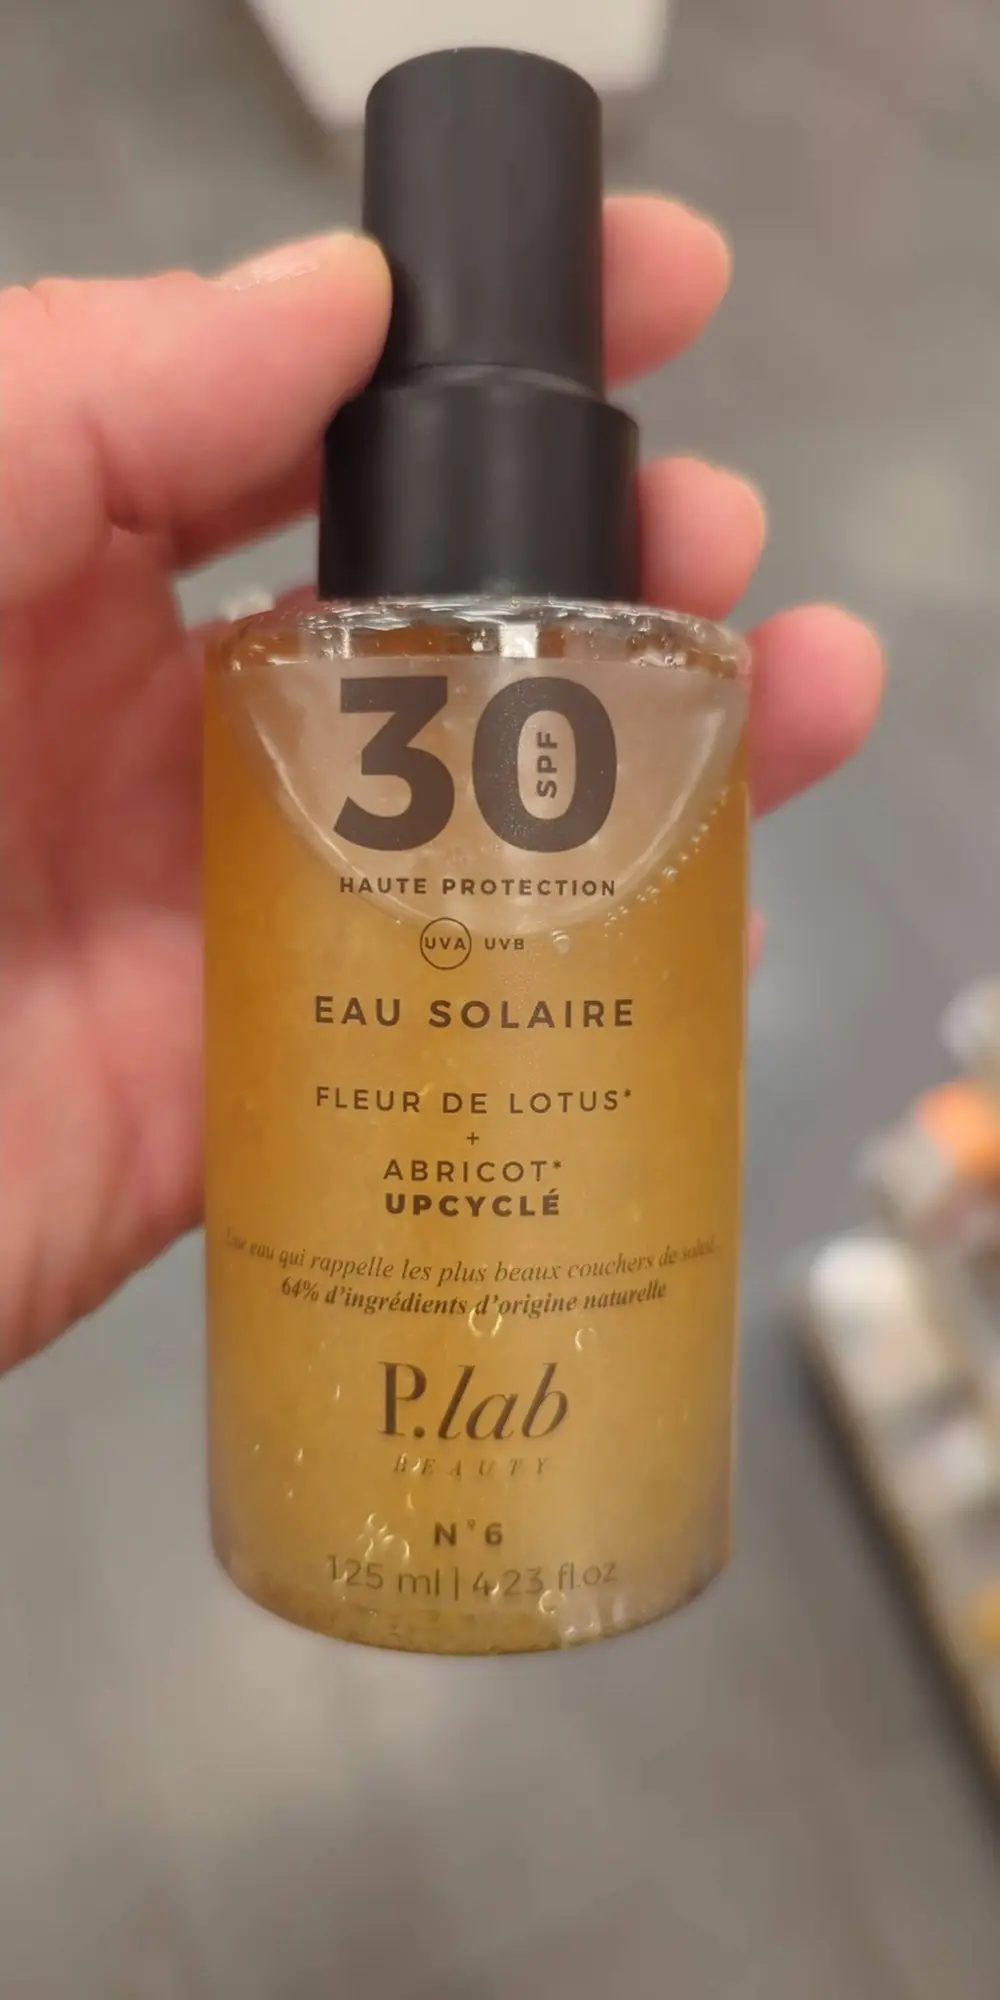 30
SPF
HAUTE PROTECTION
UVA UVB
EAU SOLAIRE
FLEUR DE LOTUS*
+
ABRICOT*
UPCYCLÉ
Une eau qui rappelle les plus beaux couchers de soleil...
64% d'ingrédients d'origine naturelle
P.lab
BEAUTY
N°6
125 ml | 4.23 fl.oz